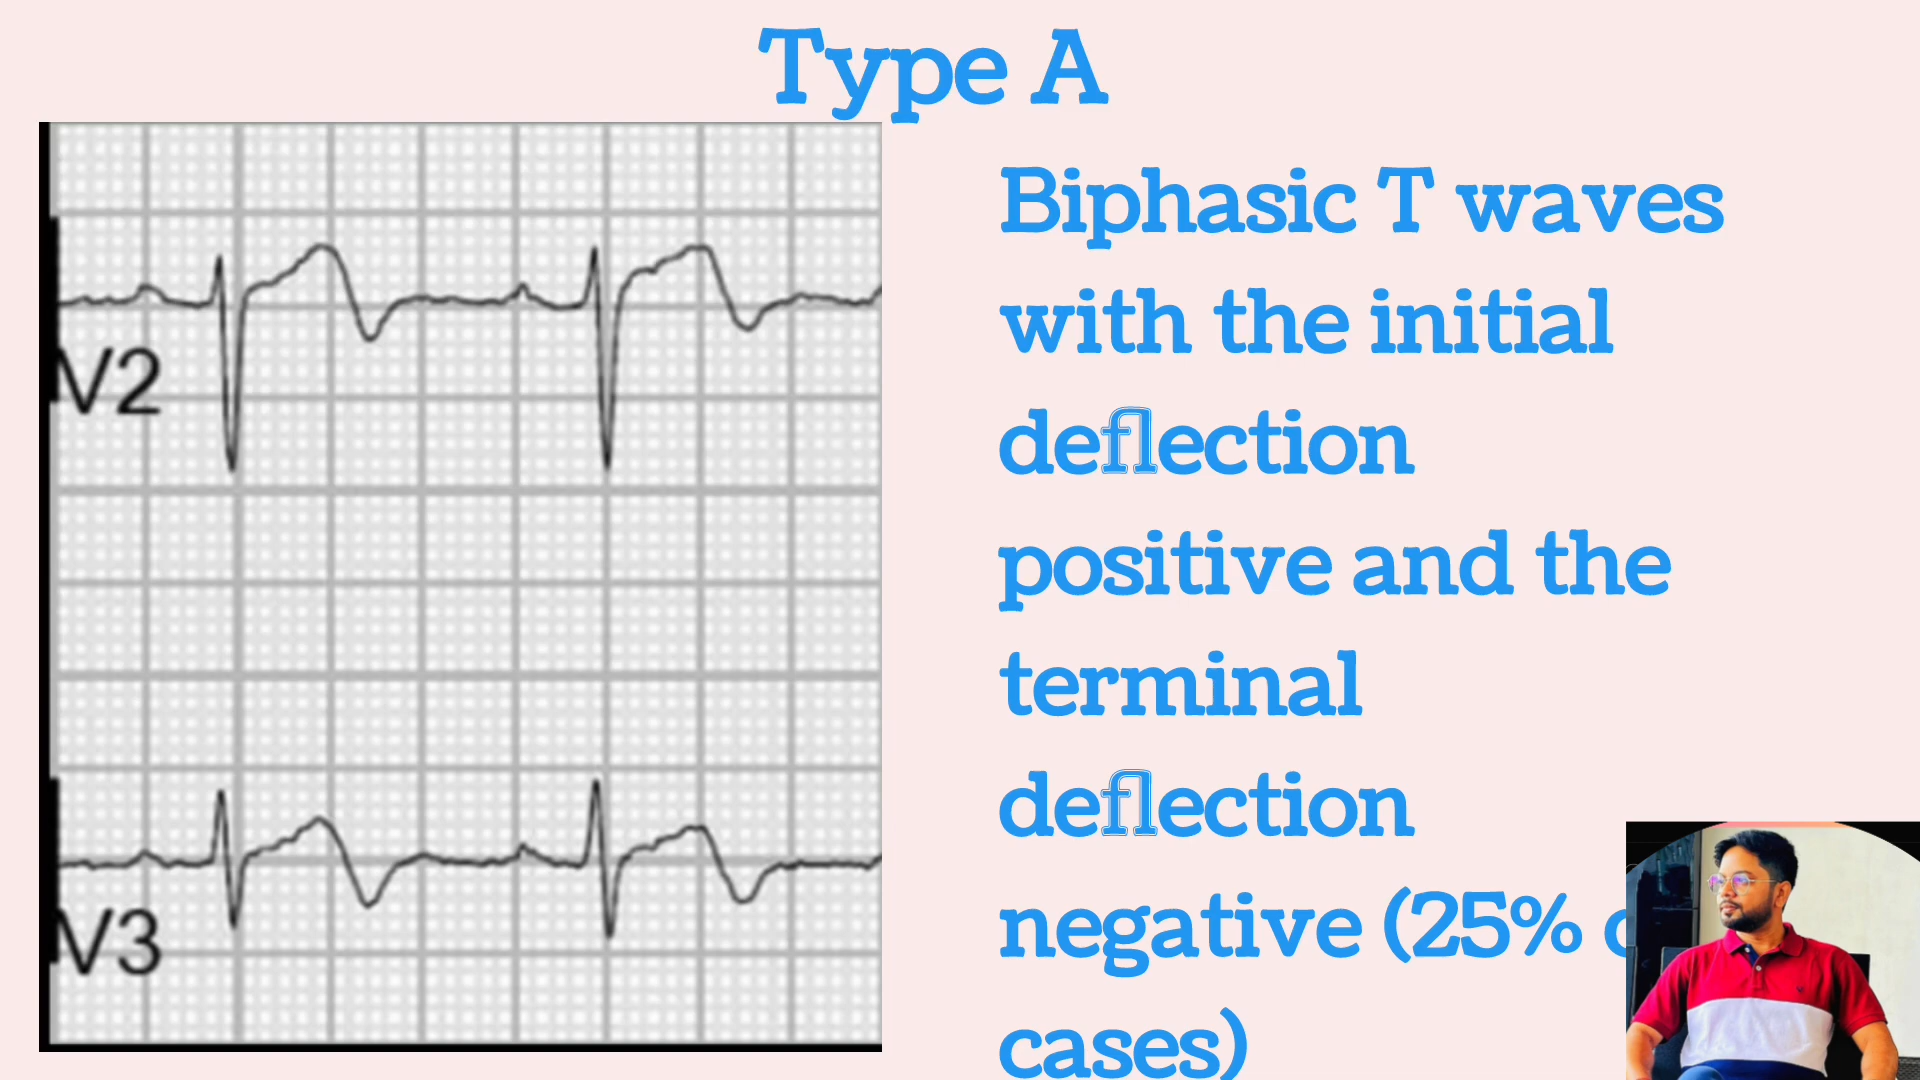 Type A
Biphasic T waves
with the initial
deflection
positive and the
terminal
deflection
negative (25%
cases)
V2
V3